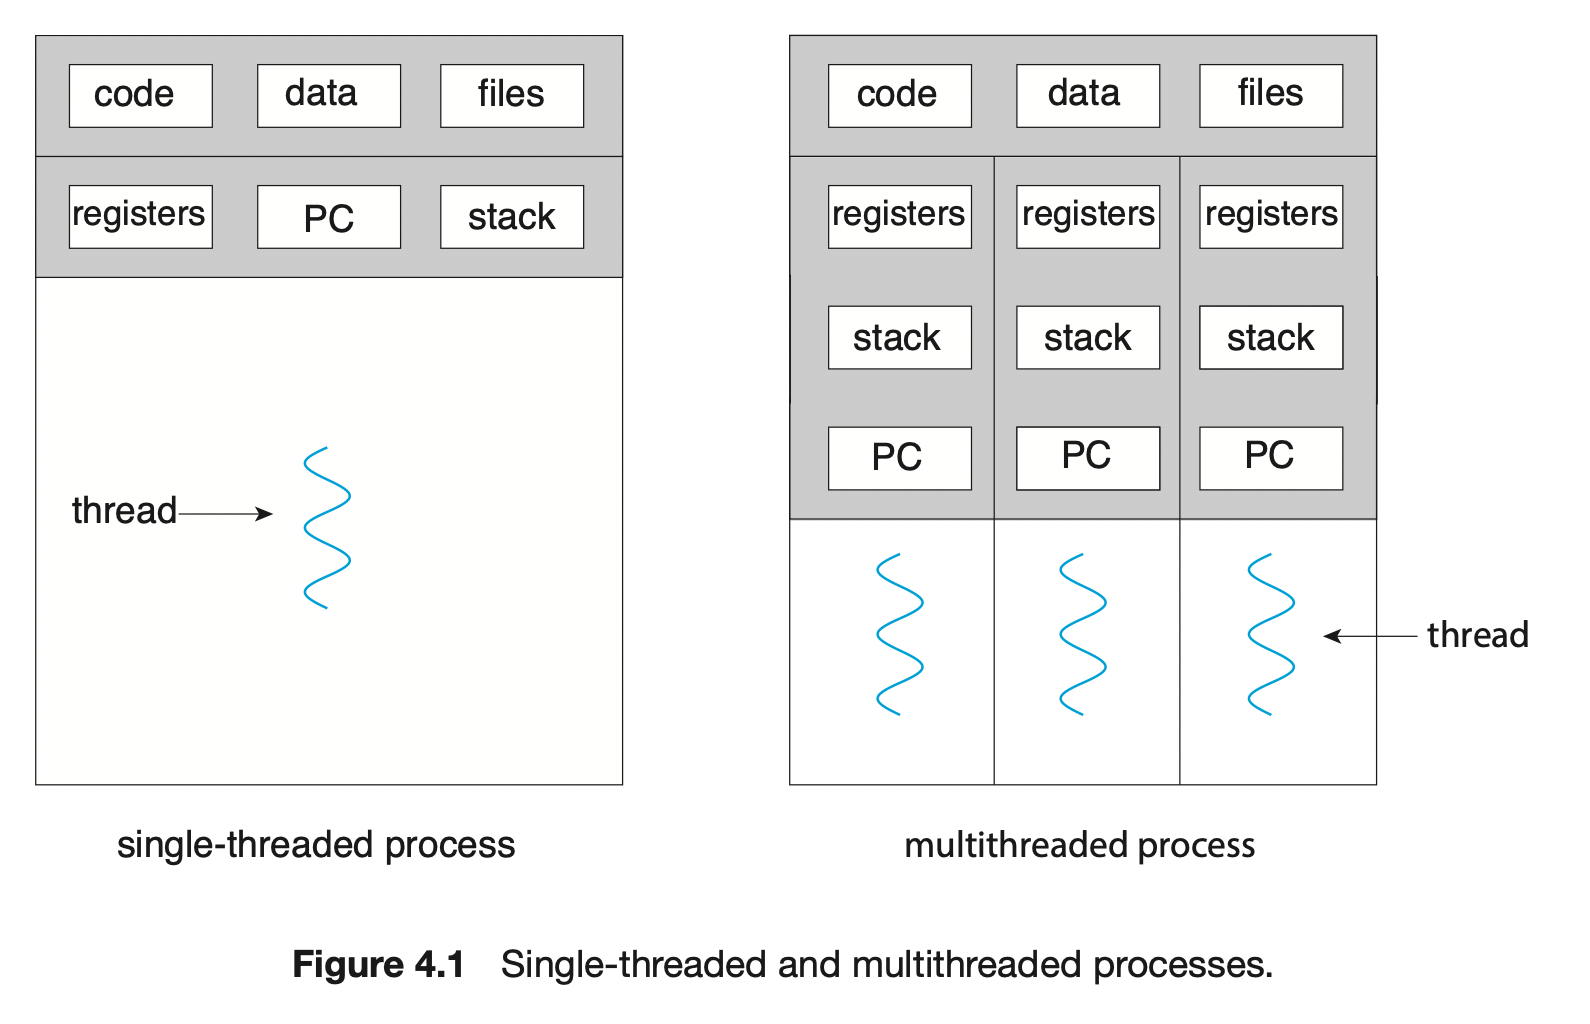 code data files
registers PC stack
thread
single-threaded process
code data files
registers registers registers
stack stack stack
PC PC PC
thread
multithreaded process
Figure 4.1 Single-threaded and multithreaded processes.